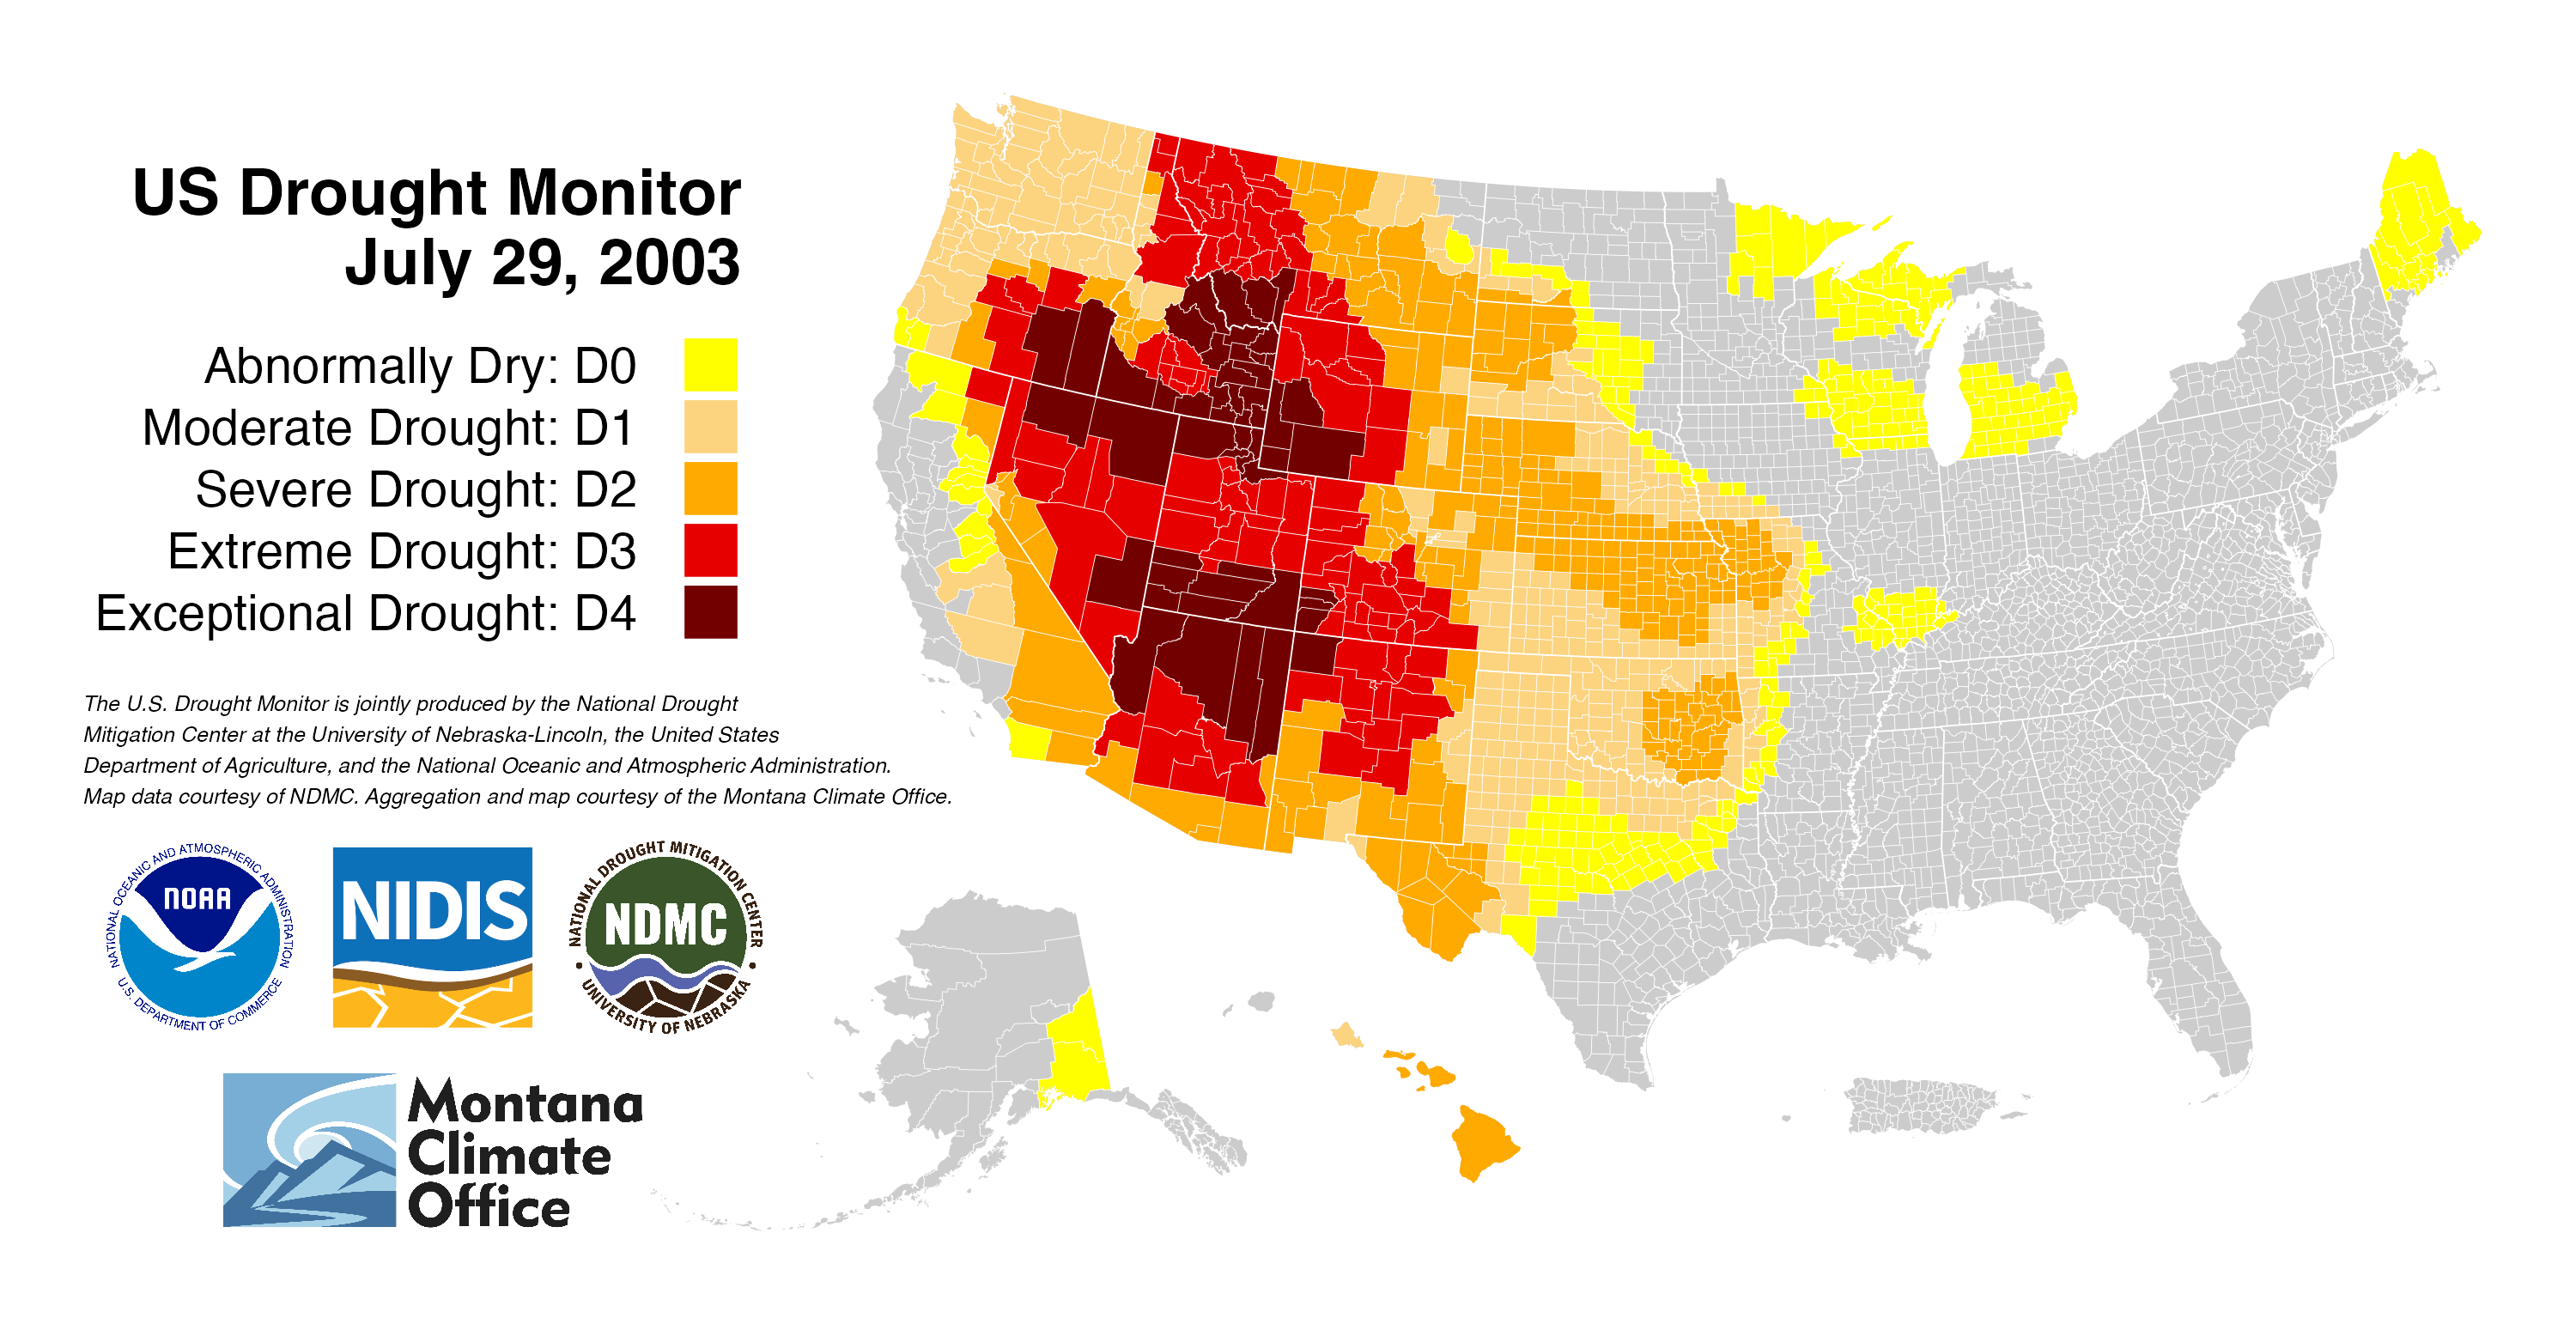 US Drought Monitor
July 29, 2003
Abnormally Dry: D0
Moderate Drought: D1
Severe Drought: D2
Extreme Drought: D3
Exceptional Drought: D4
The U.S. Drought Monitor is jointly produced by the National Drought
Mitigation Center at the University of Nebraska-Lincoln, the United States
Department of Agriculture, and the National Oceanic and Atmospheric Administration.
Map data courtesy of NDMC. Aggregation and map courtesy of the Montana Climate Office.
NATIONAL OCEANIC AND ATMOSPHERIC ADMINISTRATION
NOAA
U.S. DEPARTMENT OF COMMERCE
NIDIS
NATIONAL DROUGHT MITIGATION CENTER
NDMC
UNIVERSITY OF NEBRASKA
Montana
Climate
Office